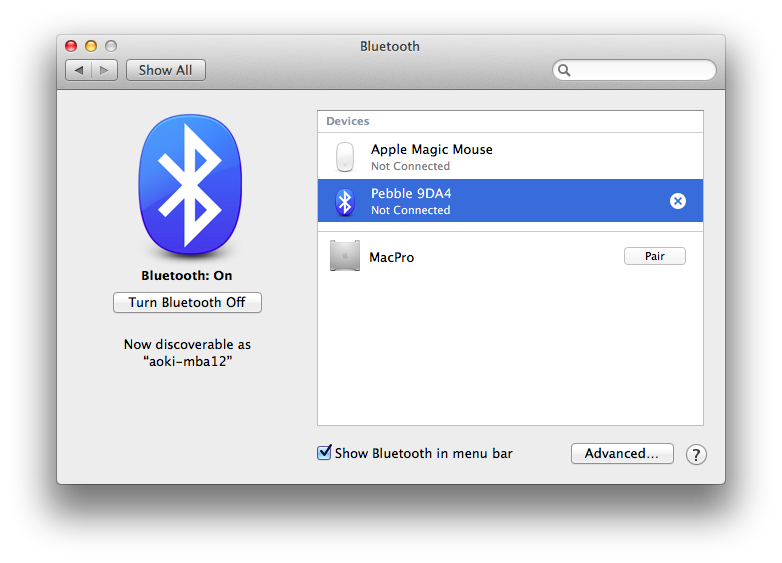 Bluetooth
Show All
Devices
Apple Magic Mouse
Not Connected
Pebble 9DA4
Not Connected
MacPro
Pair
Bluetooth: On
Turn Bluetooth Off
Now discoverable as
“aoki-mba12”
Show Bluetooth in menu bar
Advanced...
?